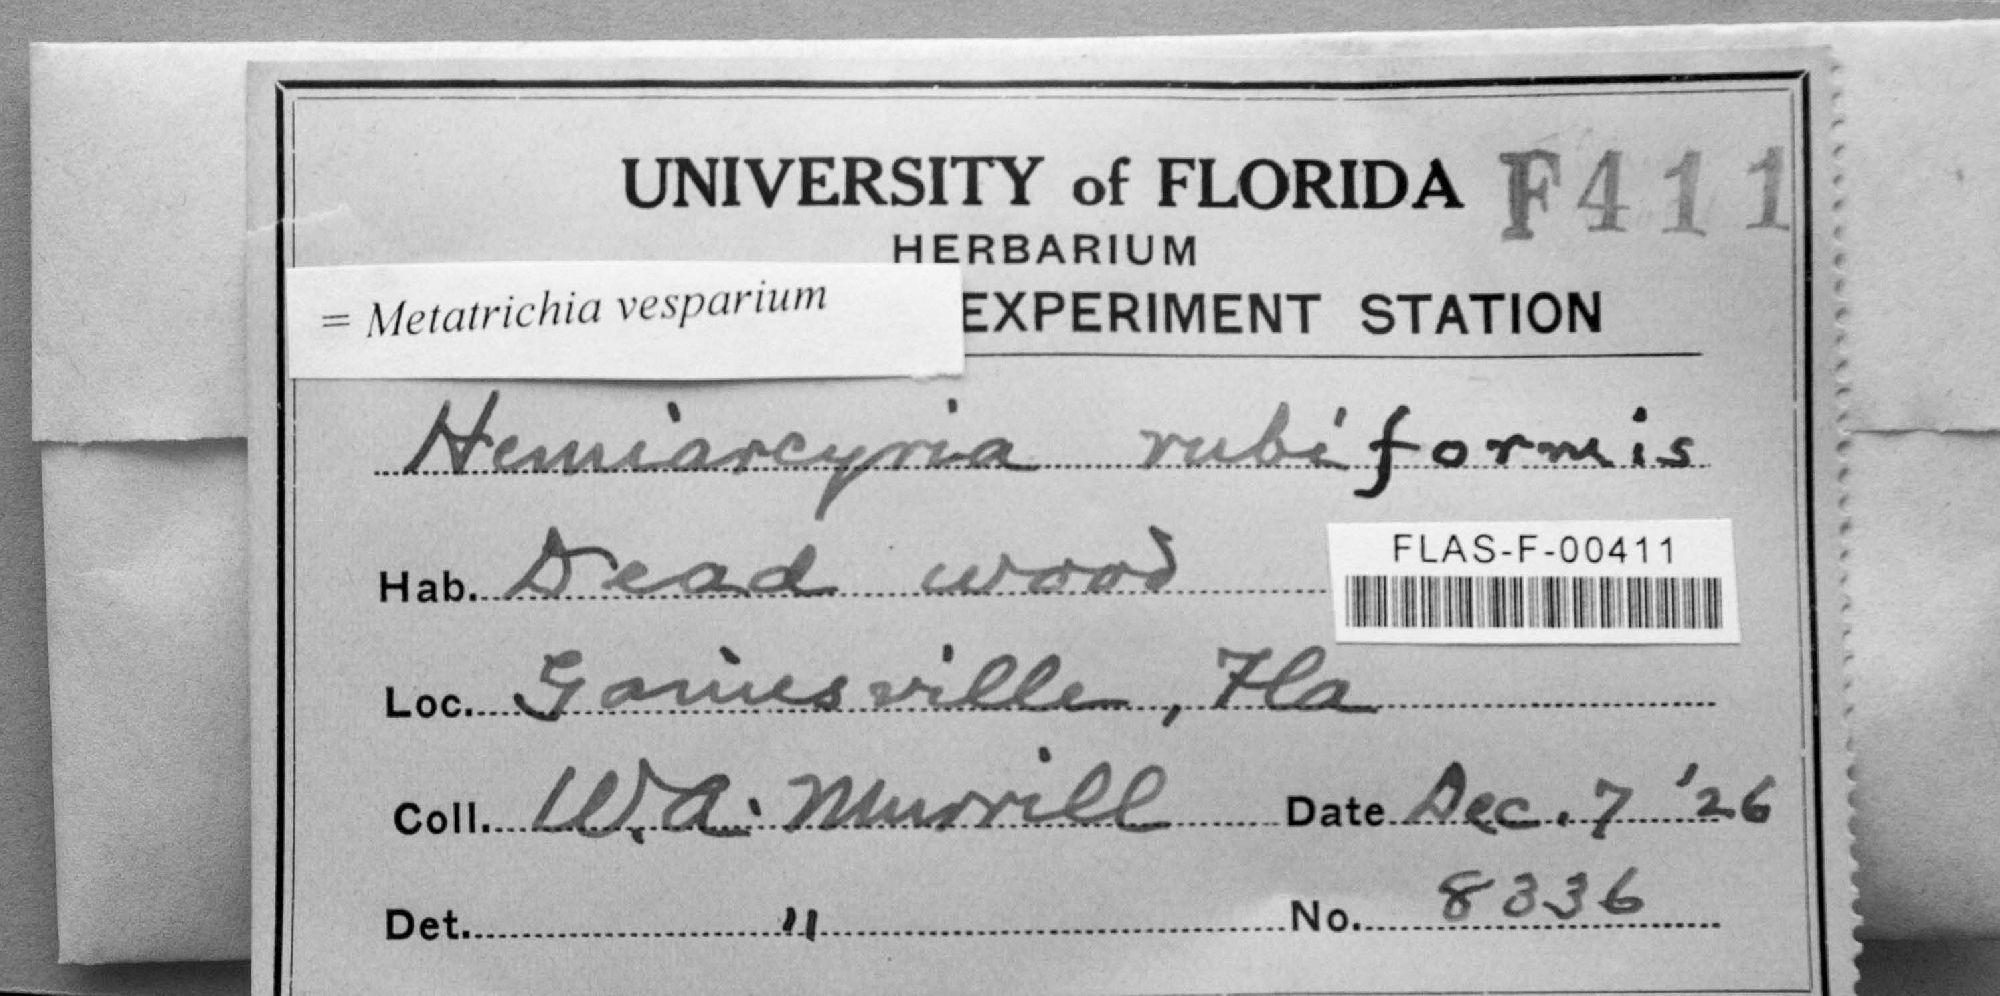 UNIVERSITY of FLORIDA F411
HERBARIUM
EXPERIMENT STATION
= Metatrichia vesparium
Hemiarcyria rubiformis
Hab. Dead wood
FLAS-F-00411
Loc. Gainesville, Fla
Coll. W.A. Murrill Date Dec. 7 '26
Det. " No. 8336